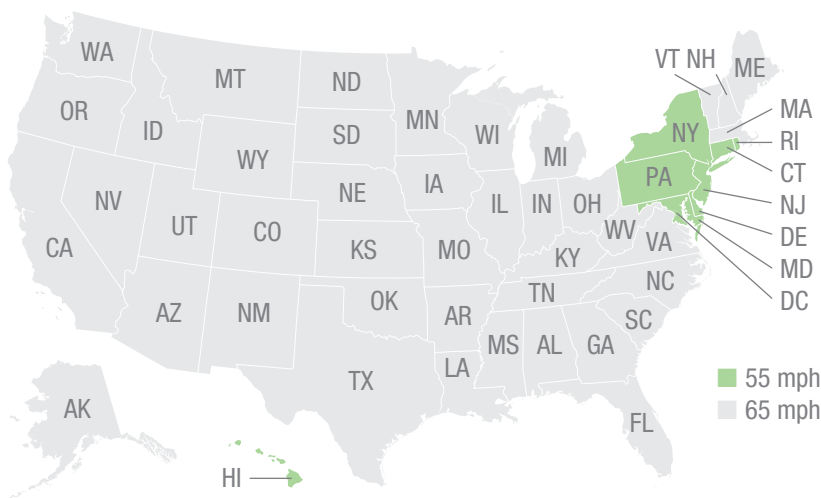 WA
MT
ND
MN
VT NH
ME
OR
ID
SD
WI
MI
NY
MA
RI
WY
CT
NV
NE
IA
PA
NJ
UT
CO
IL
IN
OH
DE
CA
KS
MO
WV
VA
MD
KY
DC
AZ
NM
OK
AR
TN
NC
SC
MS
AL
GA
TX
LA
55 mph
65 mph
AK
FL
HI